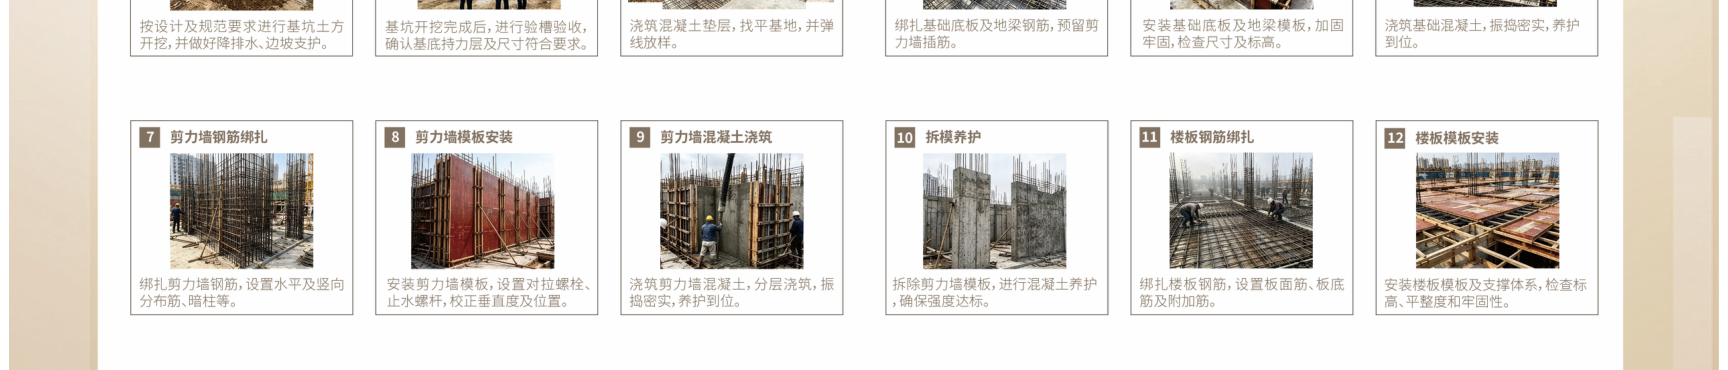 按设计及规范要求进行基坑土方
开挖,并做好降排水、边坡支护。
基坑开挖完成后,进行验槽验收,
确认基底持力层及尺寸符合要求。
浇筑混凝土垫层,找平基地,并弹
线放样。
绑扎基础底板及地梁钢筋,预留剪
力墙插筋。
安装基础底板及地梁模板,加固
牢固,检查尺寸及标高。
浇筑基础混凝土,振捣密实,养护
到位。
7 剪力墙钢筋绑扎
绑扎剪力墙钢筋,设置水平及竖向
分布筋、暗柱等。
8 剪力墙模板安装
安装剪力墙模板,设置对拉螺栓、
止水螺杆,校正垂直度及位置。
9 剪力墙混凝土浇筑
浇筑剪力墙混凝土,分层浇筑,振
捣密实,养护到位。
10 拆模养护
拆除剪力墙模板,进行混凝土养护
,确保强度达标。
11 楼板钢筋绑扎
绑扎楼板钢筋,设置板面筋、板底
筋及附加筋。
12 楼板模板安装
安装楼板模板及支撑体系,检查标
高、平整度和牢固性。